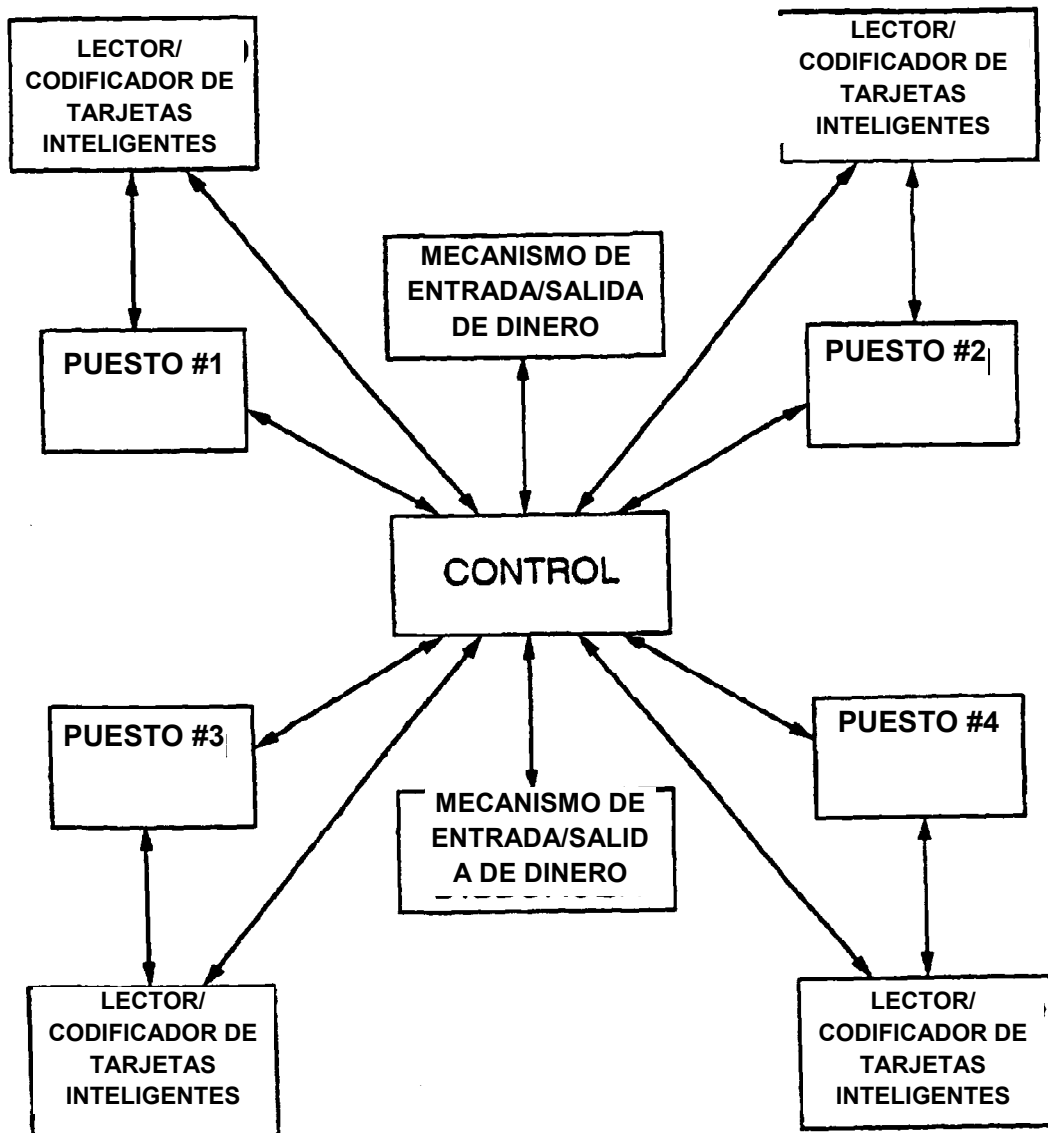 LECTOR/
CODIFICADOR DE
TARJETAS
INTELIGENTES
LECTOR/
CODIFICADOR DE
TARJETAS
INTELIGENTES
MECANISMO DE
ENTRADA/SALIDA
DE DINERO
PUESTO #1
PUESTO #2
CONTROL
PUESTO #3
PUESTO #4
MECANISMO DE
ENTRADA/SALID
A DE DINERO
LECTOR/
CODIFICADOR DE
TARJETAS
INTELIGENTES
LECTOR/
CODIFICADOR DE
TARJETAS
INTELIGENTES